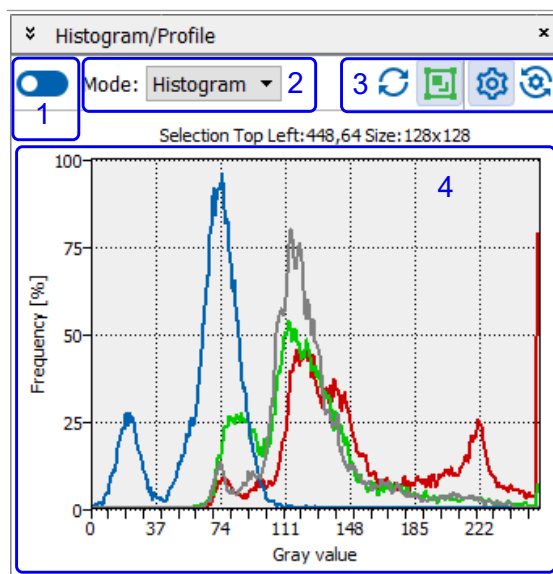 Histogram/Profile
1
Mode: Histogram 2
3
Selection Top Left:448,64 Size:128x128
4
100
75
50
25
0
Frequency [%]
0 37 74 111 148 185 222
Gray value